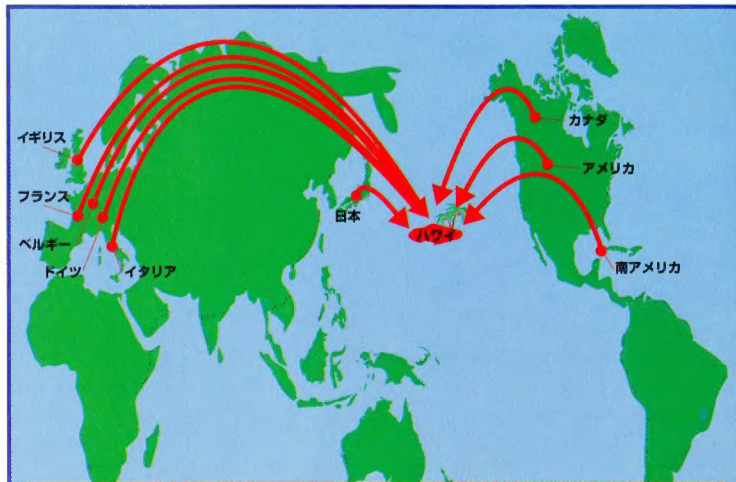 イギリス
フランス
ベルギー
ドイツ
イタリア
日本
ハワイ
カナダ
アメリカ
南アメリカ